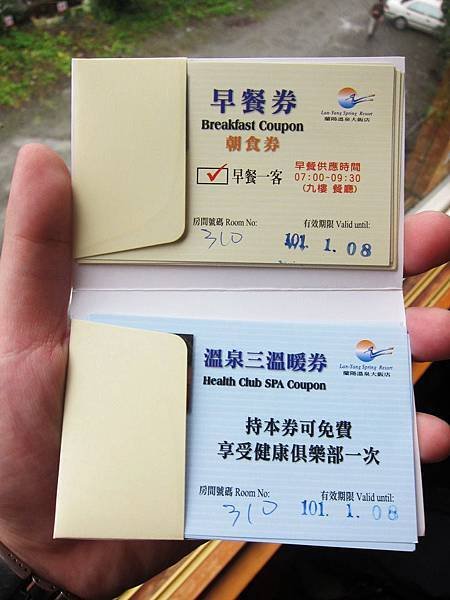 早餐券
Breakfast Coupon
朝食券
Lan-Yang Spring Resort
蘭陽溫泉大飯店
早餐一客
早餐供應時間
07:00-09:30
(九樓 餐廳)
房間號碼 Room No:
有效期限 Valid until:
310
101. 1. 08
溫泉三溫暖券
Health Club SPA Coupon
Lan-Yang Spring Resort
蘭陽溫泉大飯店
持本券可免費
享受健康俱樂部一次
房間號碼 Room No:
有效期限 Valid until:
310
101. 1. 08